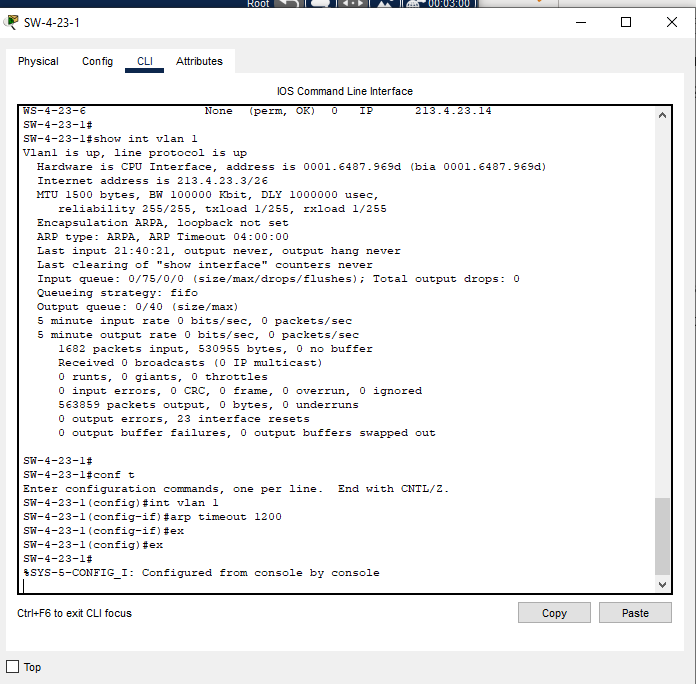 Root 00:03:00
SW-4-23-1
Physical Config CLI Attributes
IOS Command Line Interface
WS-4-23-6 None (perm, OK) 0 IP 213.4.23.14
SW-4-23-1#
SW-4-23-1#show int vlan 1
Vlan1 is up, line protocol is up
Hardware is CPU Interface, address is 0001.6487.969d (bia 0001.6487.969d)
Internet address is 213.4.23.3/26
MTU 1500 bytes, BW 100000 Kbit, DLY 1000000 usec,
reliability 255/255, txload 1/255, rxload 1/255
Encapsulation ARPA, loopback not set
ARP type: ARPA, ARP Timeout 04:00:00
Last input 21:40:21, output never, output hang never
Last clearing of "show interface" counters never
Input queue: 0/75/0/0 (size/max/drops/flushes); Total output drops: 0
Queueing strategy: fifo
Output queue: 0/40 (size/max)
5 minute input rate 0 bits/sec, 0 packets/sec
5 minute output rate 0 bits/sec, 0 packets/sec
1682 packets input, 530955 bytes, 0 no buffer
Received 0 broadcasts (0 IP multicast)
0 runts, 0 giants, 0 throttles
0 input errors, 0 CRC, 0 frame, 0 overrun, 0 ignored
563859 packets output, 0 bytes, 0 underruns
0 output errors, 23 interface resets
0 output buffer failures, 0 output buffers swapped out
SW-4-23-1#
SW-4-23-1#conf t
Enter configuration commands, one per line. End with CNTL/Z.
SW-4-23-1(config)#int vlan 1
SW-4-23-1(config-if)#arp timeout 1200
SW-4-23-1(config-if)#ex
SW-4-23-1(config)#ex
SW-4-23-1#
%SYS-5-CONFIG_I: Configured from console by console
Ctrl+F6 to exit CLI focus
Copy Paste
Top